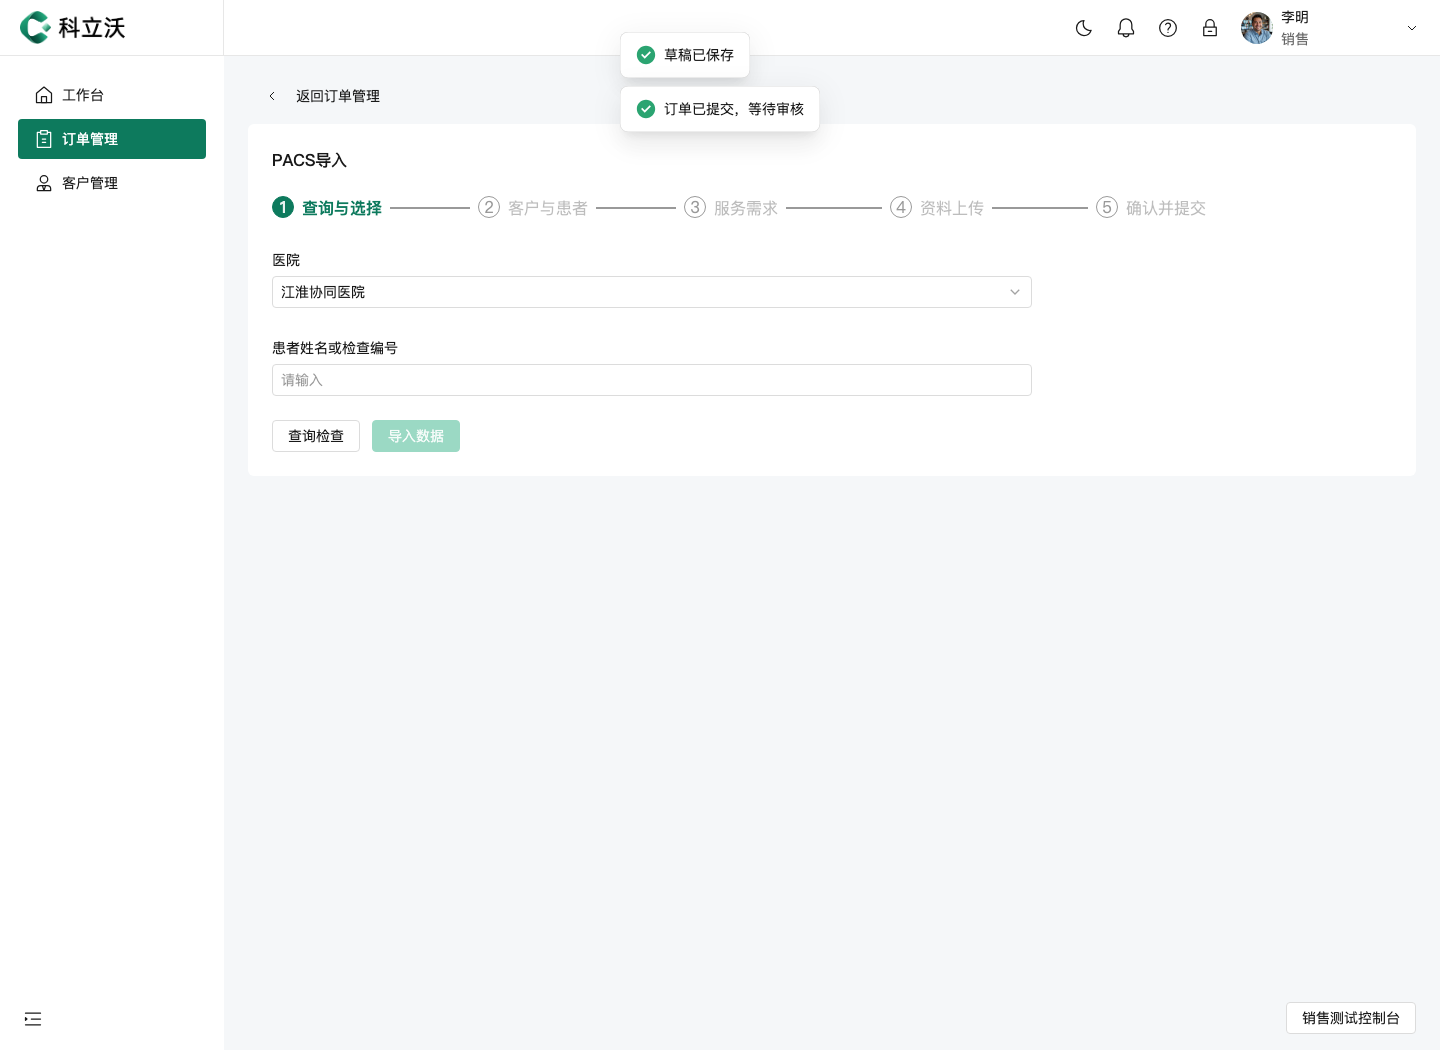 科立沃
李明
销售
草稿已保存
订单已提交，等待审核
工作台
订单管理
客户管理
返回订单管理
PACS导入
1 查询与选择
2 客户与患者
3 服务需求
4 资料上传
5 确认并提交
医院
江淮协同医院
患者姓名或检查编号
请输入
查询检查
导入数据
销售测试控制台